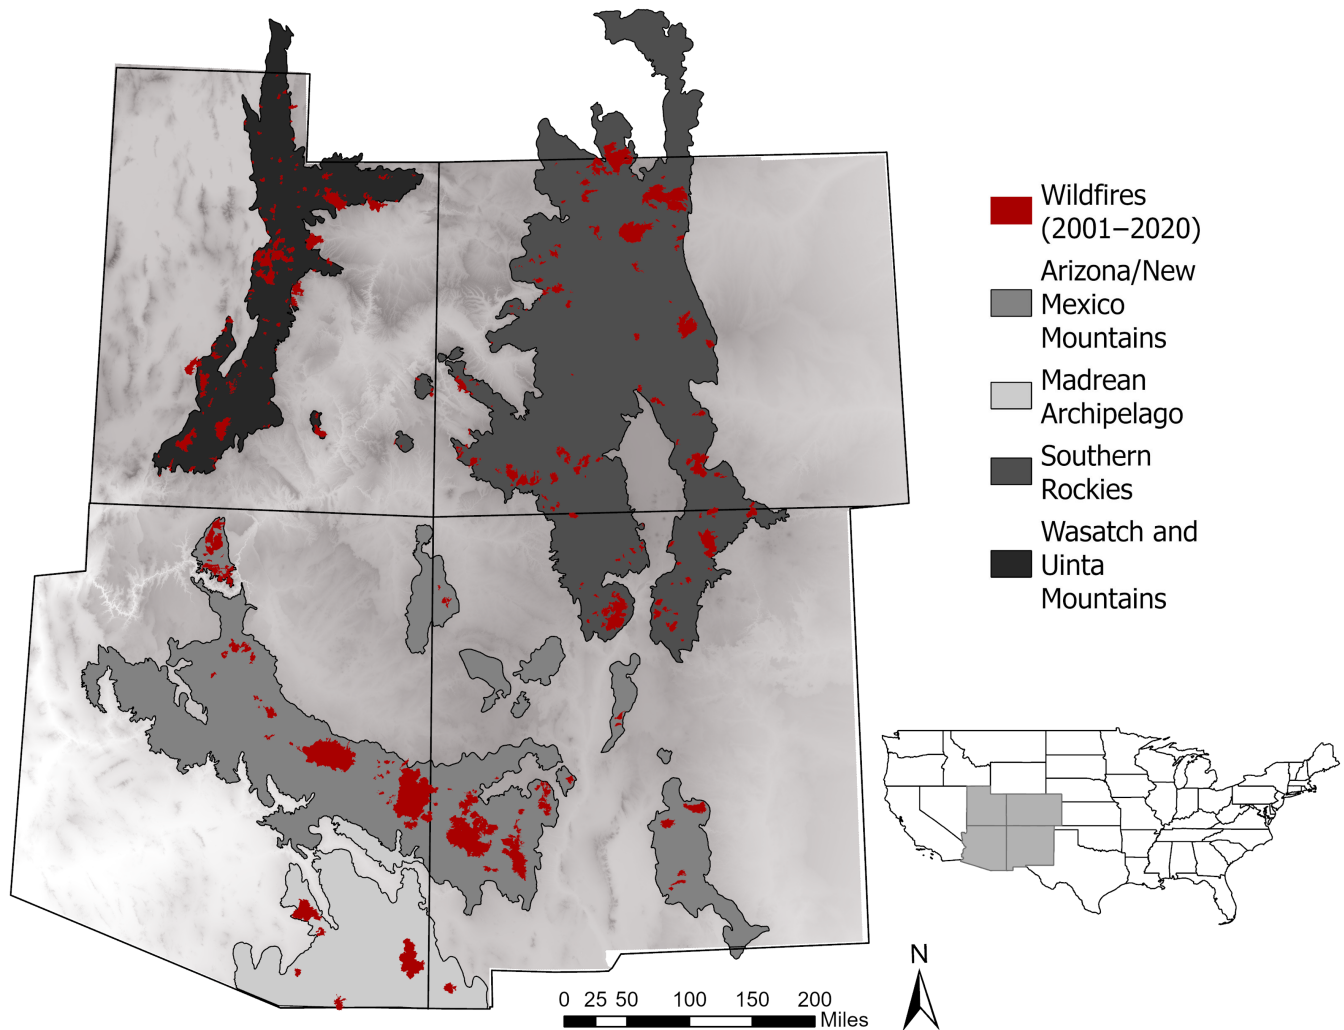 Wildfires
(2001–2020)
Arizona/New
Mexico
Mountains
Madrean
Archipelago
Southern
Rockies
Wasatch and
Uinta
Mountains
N
0 25 50 100 150 200
Miles